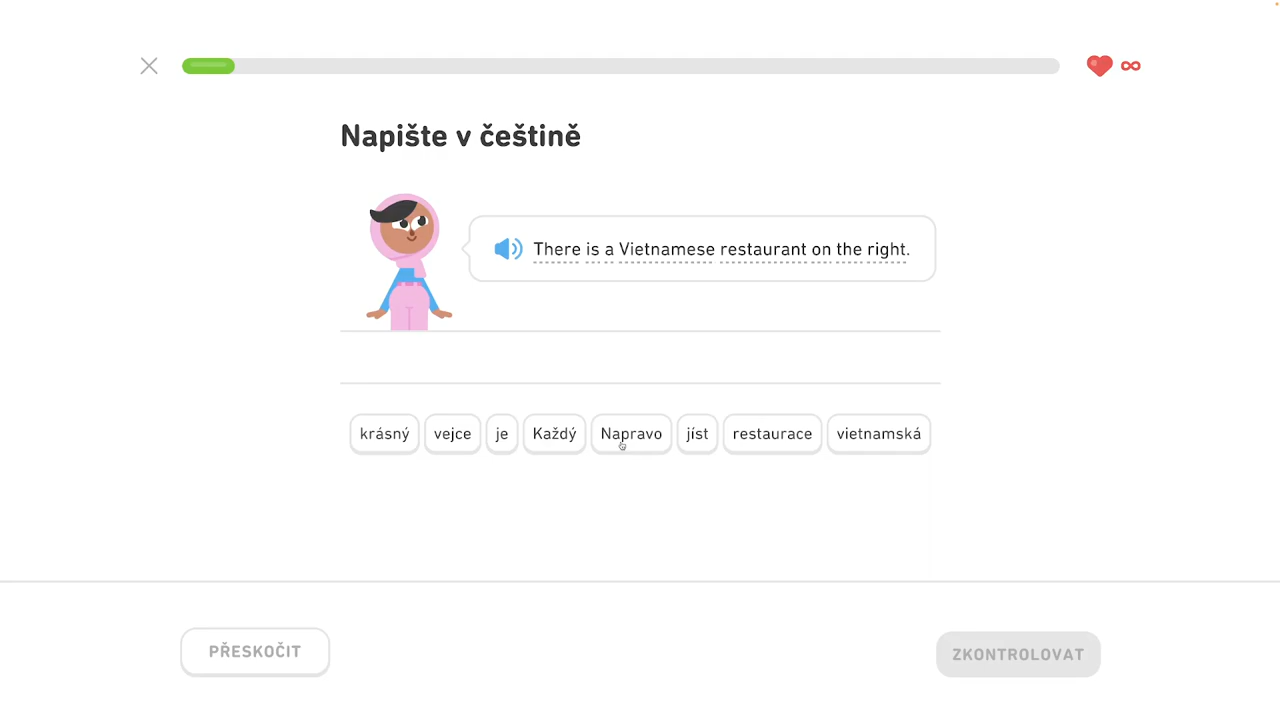 Napište v češtině
There is a Vietnamese restaurant on the right.
krásný vejce je Každý Napravo jíst restaurace vietnamská
PŘESKOČIT ZKONTROLOVAT